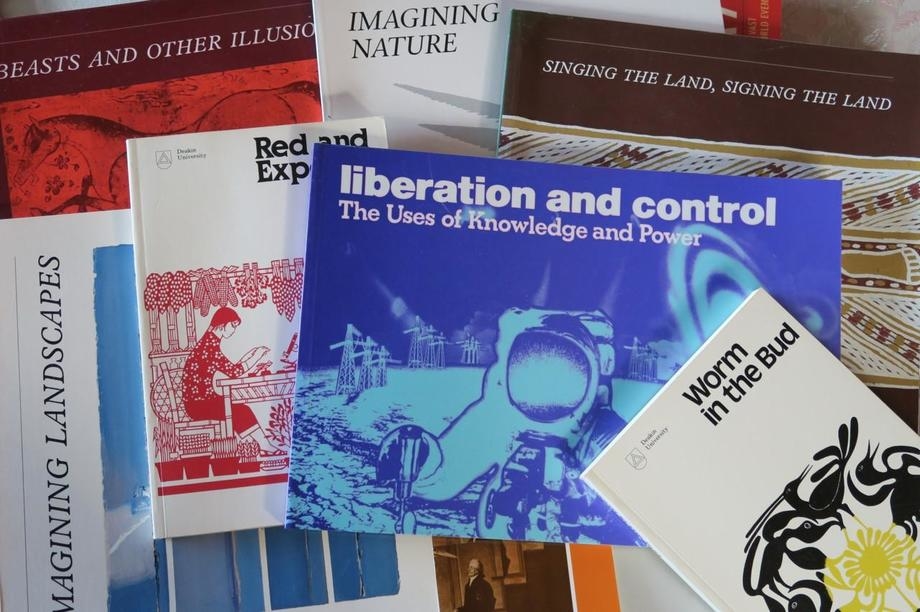 BEASTS AND OTHER ILLUSIO
IMAGINING
NATURE
SINGING THE LAND, SIGNING THE LAND
Deakin
University
Red and
Exp
liberation and control
The Uses of Knowledge and Power
MAGINING LANDSCAPES
Deakin
University
Worm
in the Bud